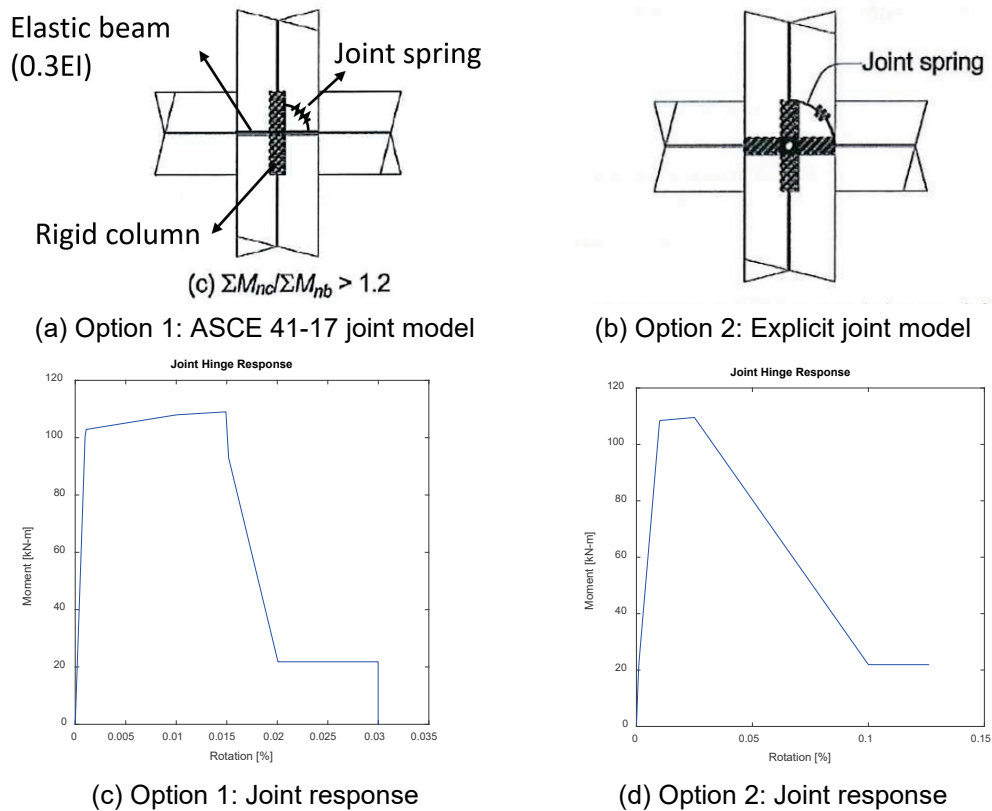 Elastic beam
(0.3EI)
Joint spring
Rigid column
(c) ΣMnc/ΣMnb > 1.2
Joint spring
(a) Option 1: ASCE 41-17 joint model
(b) Option 2: Explicit joint model
Joint Hinge Response
120
100
80
60
40
20
0
Moment [kN-m]
0 0.005 0.01 0.015 0.02 0.025 0.03 0.035
Rotation [%]
Joint Hinge Response
120
100
80
60
40
20
0
Moment [kN-m]
0 0.05 0.1 0.15
Rotation [%]
(c) Option 1: Joint response
(d) Option 2: Joint response